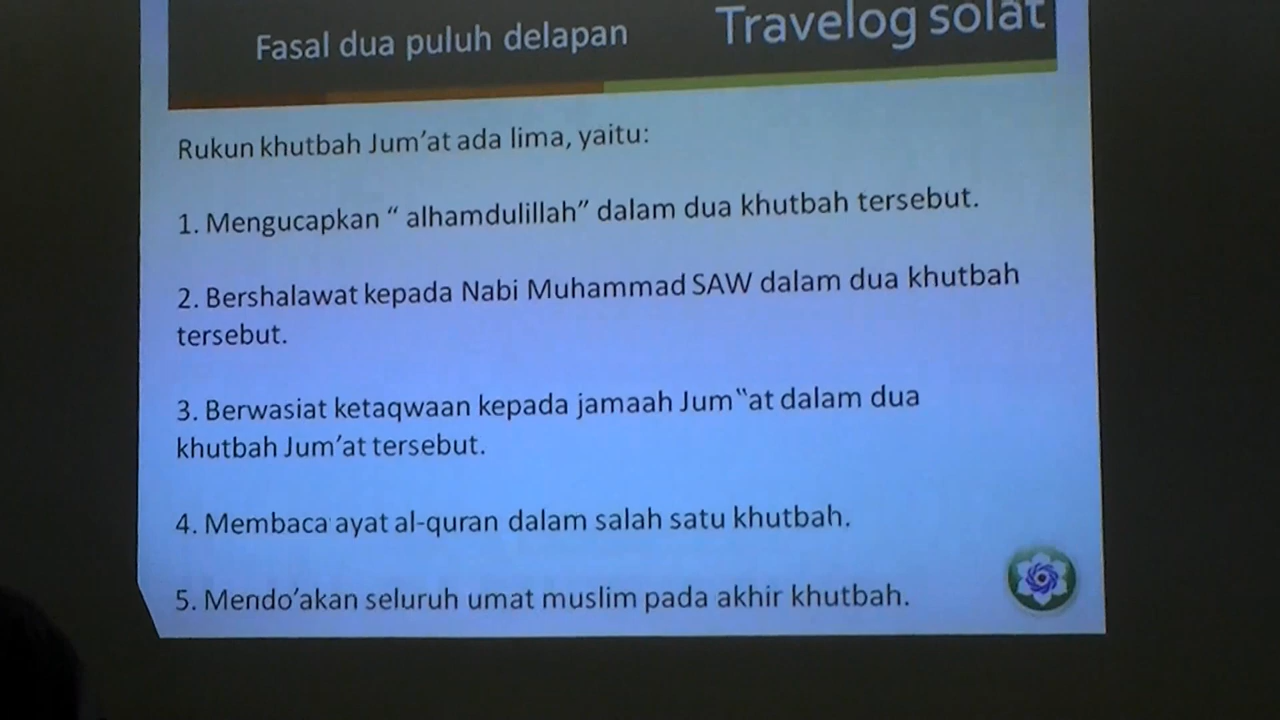 Fasal dua puluh delapan
Travelog solat
Rukun khutbah Jum'at ada lima, yaitu:
1. Mengucapkan “ alhamdulillah” dalam dua khutbah tersebut.
2. Bershalawat kepada Nabi Muhammad SAW dalam dua khutbah
tersebut.
3. Berwasiat ketaqwaan kepada jamaah Jum‟at dalam dua
khutbah Jum'at tersebut.
4. Membaca ayat al-quran dalam salah satu khutbah.
5. Mendo'akan seluruh umat muslim pada akhir khutbah.